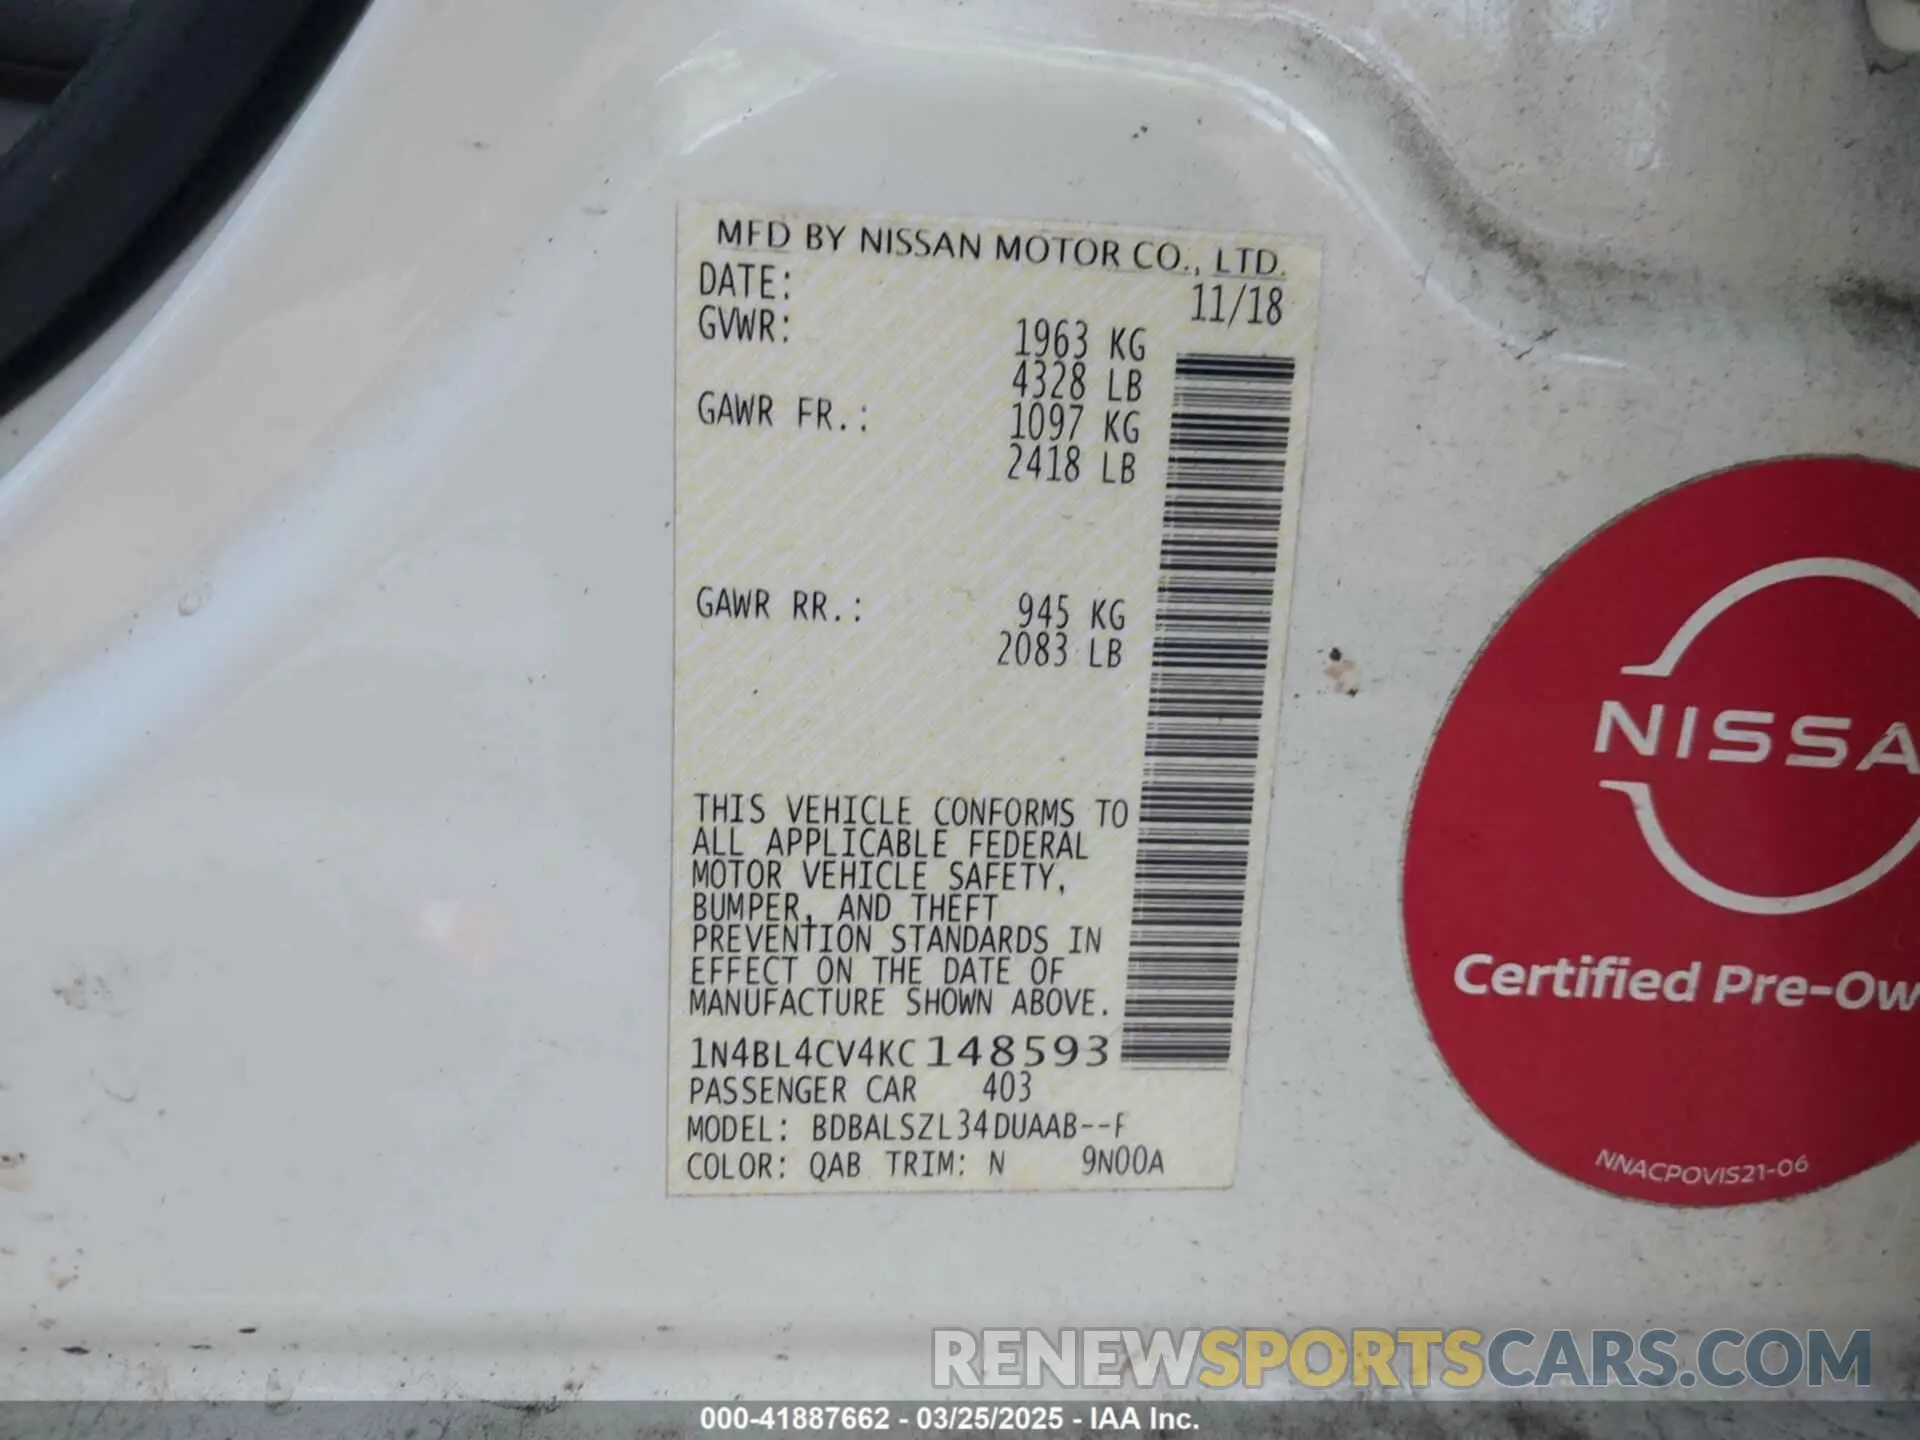 MFD BY NISSAN MOTOR CO., LTD.
DATE: 11/18
GVWR: 1963 KG
4328 LB
GAWR FR.: 1097 KG
2418 LB
GAWR RR.: 945 KG
2083 LB
THIS VEHICLE CONFORMS TO
ALL APPLICABLE FEDERAL
MOTOR VEHICLE SAFETY,
BUMPER, AND THEFT
PREVENTION STANDARDS IN
EFFECT ON THE DATE OF
MANUFACTURE SHOWN ABOVE.
1N4BL4CV4KC148593
PASSENGER CAR 403
MODEL: BDBALSZL34DUAAB--F
COLOR: QAB TRIM: N 9N00A
NISSA
Certified Pre-Ow
NNACPOVIS21-06
RENEWSPORTSCARS.COM
000-41887662 - 03/25/2025 - IAA Inc.